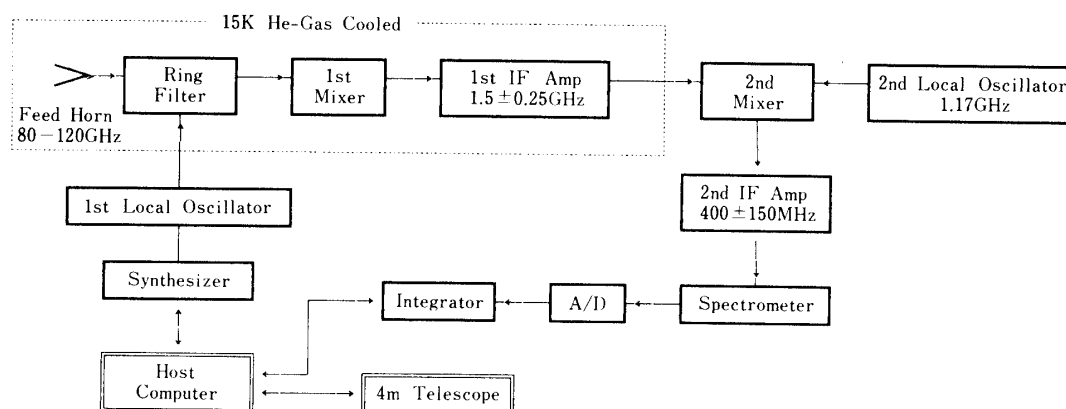 15K He-Gas Cooled
Ring
Filter
1st
Mixer
1st IF Amp
1.5±0.25GHz
2nd
Mixer
2nd Local Oscillator
1.17GHz
Feed Horn
80-120GHz
1st Local Oscillator
2nd IF Amp
400±150MHz
Synthesizer
Integrator
A/D
Spectrometer
Host
Computer
4m Telescope